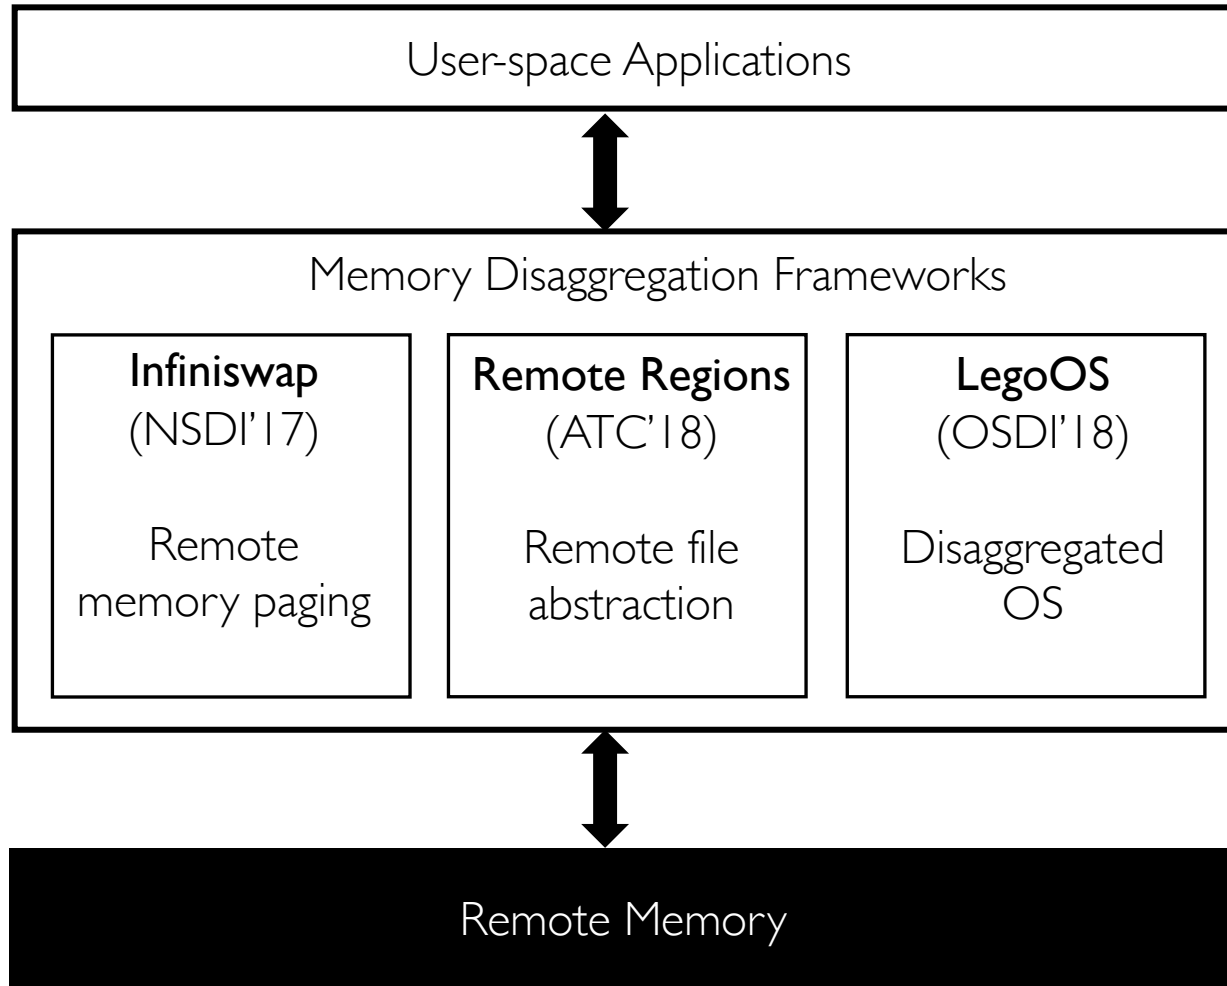 User-space Applications
Memory Disaggregation Frameworks
Infiniswap
(NSDI’17)
Remote
memory paging
Remote Regions
(ATC’18)
Remote file
abstraction
LegoOS
(OSDI’18)
Disaggregated
OS
Remote Memory